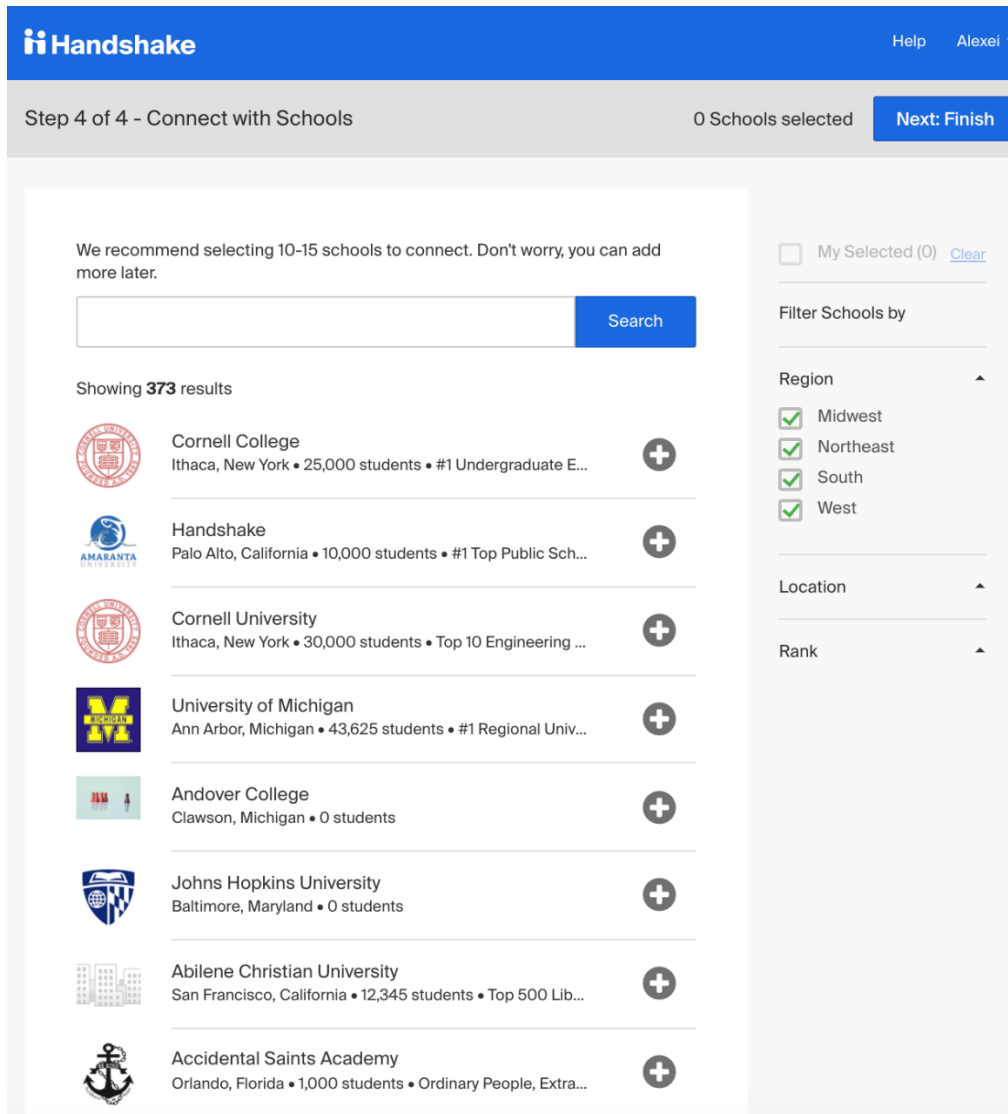 Handshake
Help Alexei
Step 4 of 4 - Connect with Schools
0 Schools selected
Next: Finish
We recommend selecting 10-15 schools to connect. Don't worry, you can add
more later.
Search
My Selected (0) Clear
Filter Schools by
Region
Midwest
Northeast
South
West
Location
Rank
Showing 373 results
Cornell College
Ithaca, New York • 25,000 students • #1 Undergraduate E...
AMARANTA
UNIVERSITY
Handshake
Palo Alto, California • 10,000 students • #1 Top Public Sch...
Cornell University
Ithaca, New York • 30,000 students • Top 10 Engineering ...
MICHIGAN
University of Michigan
Ann Arbor, Michigan • 43,625 students • #1 Regional Univ...
Andover College
Clawson, Michigan • 0 students
Johns Hopkins University
Baltimore, Maryland • 0 students
Abilene Christian University
San Francisco, California • 12,345 students • Top 500 Lib...
Accidental Saints Academy
Orlando, Florida • 1,000 students • Ordinary People, Extra...